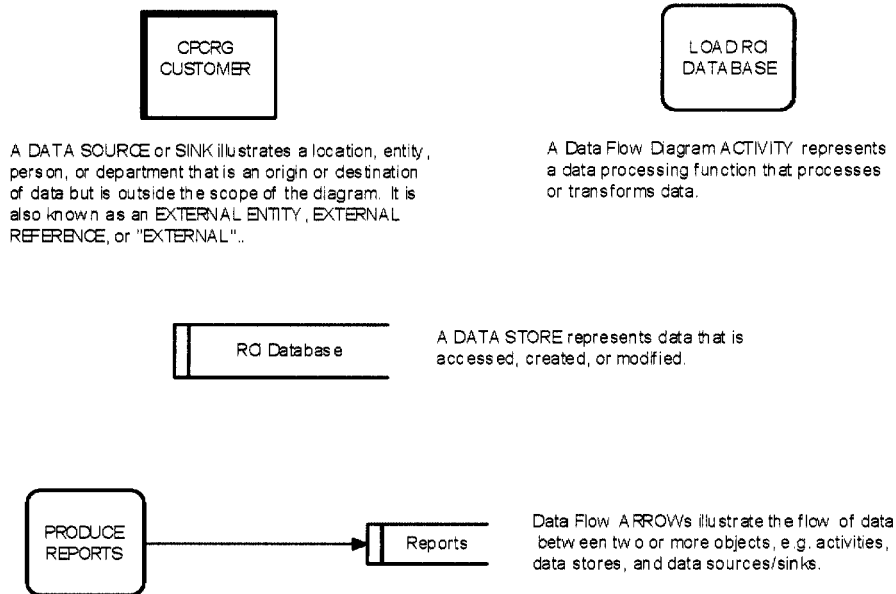 CPCRG
CUSTOMER
LOAD RCI
DATABASE
A DATA SOURCE or SINK illustrates a location, entity,
person, or department that is an origin or destination
of data but is outside the scope of the diagram. It is
also known as an EXTERNAL ENTITY, EXTERNAL
REFERENCE, or "EXTERNAL"..
A Data Flow Diagram ACTIVITY represents
a data processing function that processes
or transforms data.
RCI Database
A DATA STORE represents data that is
accessed, created, or modified.
PRODUCE
REPORTS
Reports
Data Flow ARROWs illustrate the flow of data
between two or more objects, e.g. activities,
data stores, and data sources/sinks.